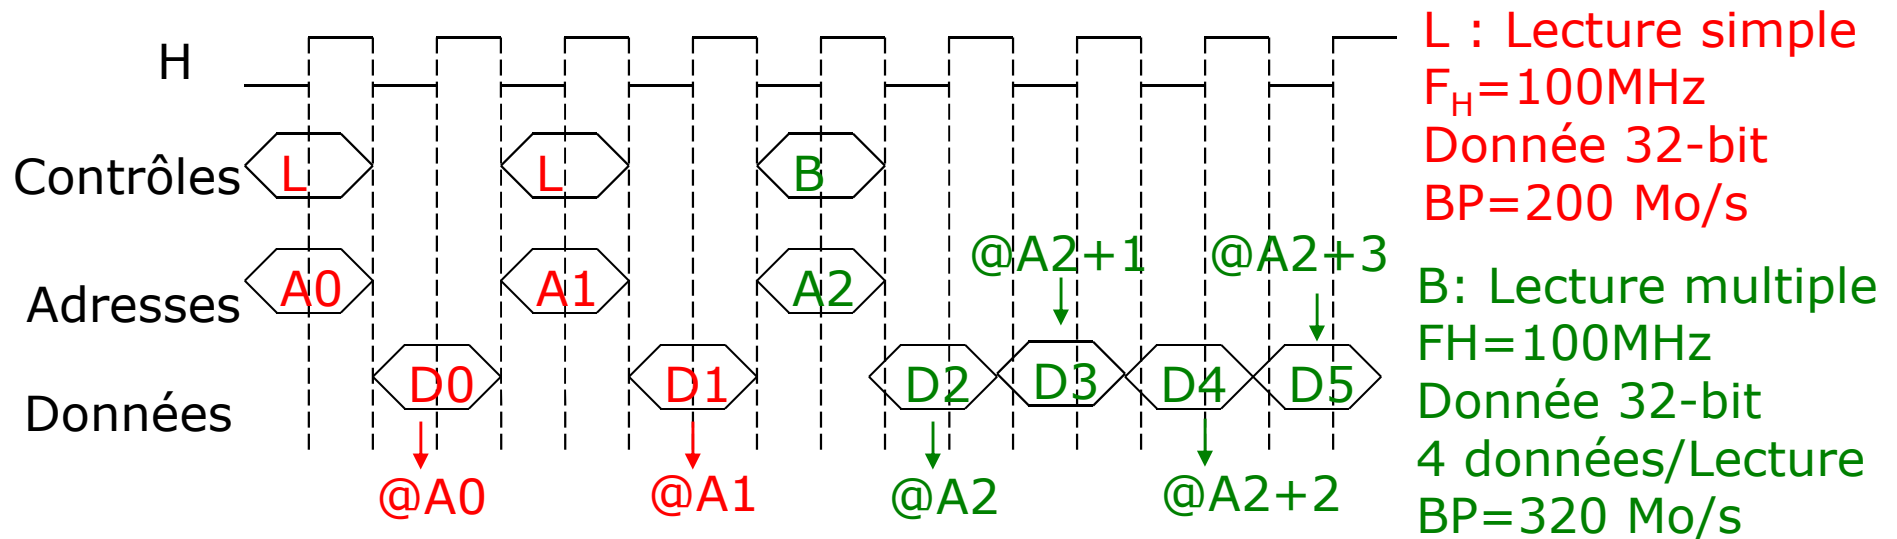 H
Contrôles
L
L
B
Adresses
A0
A1
A2
@A2+1
@A2+3
Données
D0
D1
D2
D3
D4
D5
@A0
@A1
@A2
@A2+2
L : Lecture simple
F_H=100MHz
Donnée 32-bit
BP=200 Mo/s
B: Lecture multiple
FH=100MHz
Donnée 32-bit
4 données/Lecture
BP=320 Mo/s